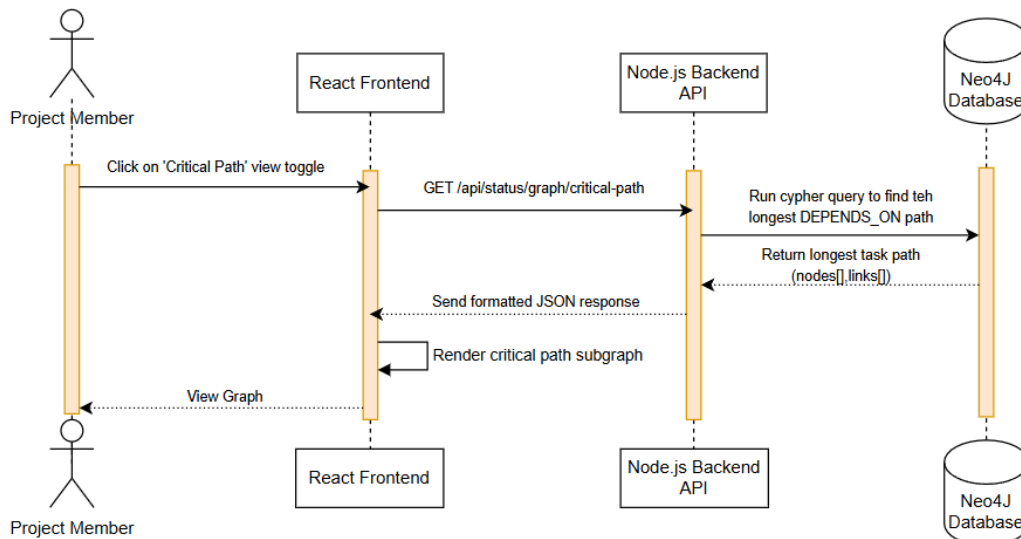 Project Member
React Frontend
Node.js Backend
API
Neo4J
Database
Click on 'Critical Path' view toggle
GET /api/status/graph/critical-path
Run cypher query to find teh
longest DEPENDS_ON path
Return longest task path
(nodes[],links[])
Send formatted JSON response
Render critical path subgraph
View Graph
Project Member
React Frontend
Node.js Backend
API
Neo4J
Database